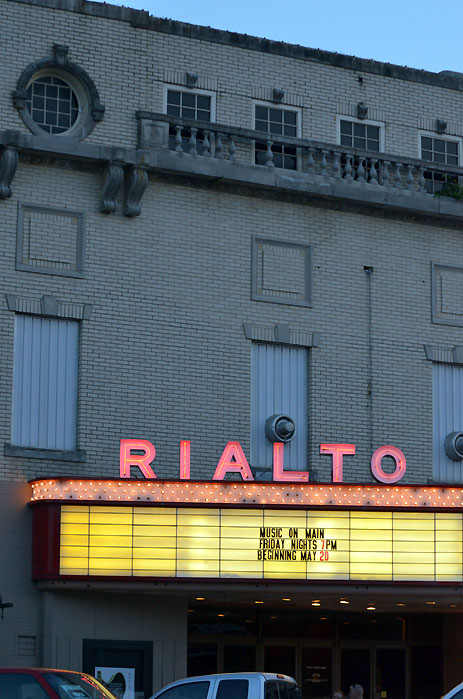 RIALTO
MUSIC ON MAIN
FRIDAY NIGHTS 7PM
BEGINNING MAY 20